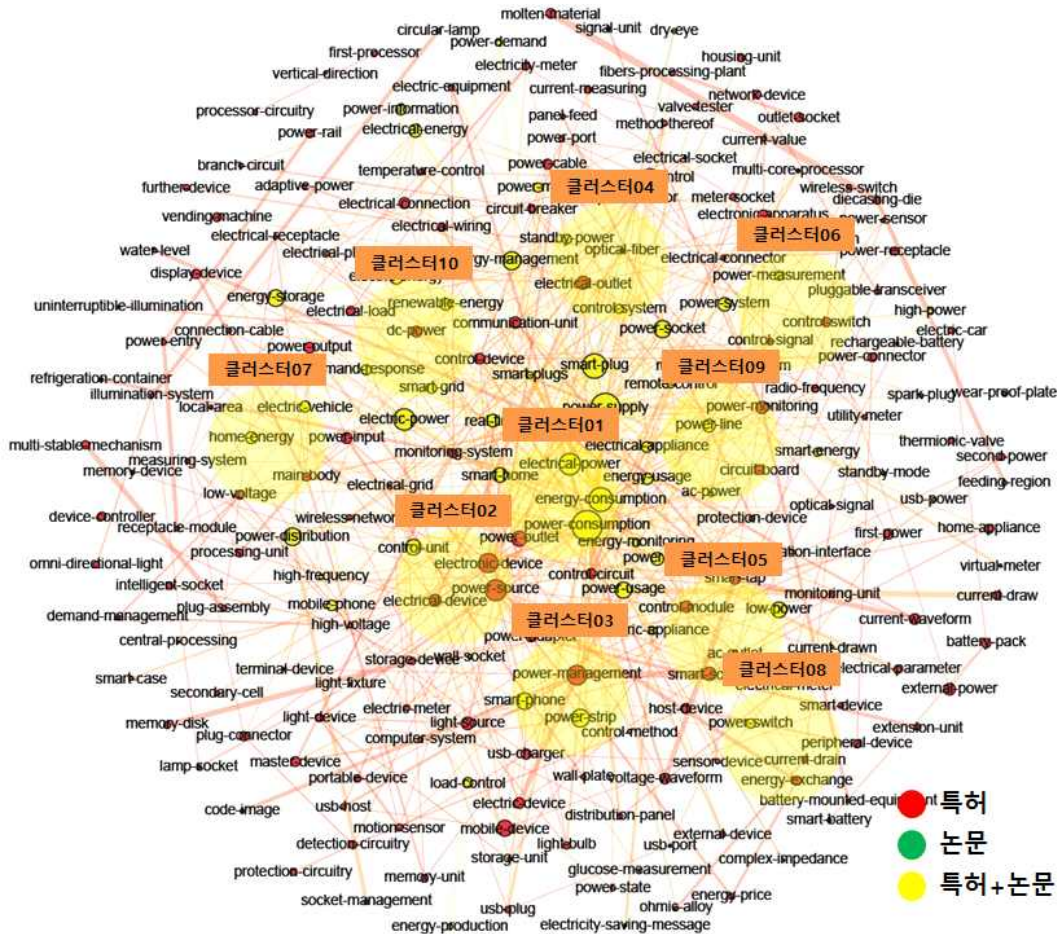 molten-material
signal-unit
dry-eye
circular-lamp
power-demand
first-processor
electricity-meter
housing-unit
vertical-direction
fibers-processing-plant
electric-equipment
current-measuring
network-device
processor-circuitry
power-information
panel-feed
valve-tester
outlet-socket
power-rail
electrical-energy
power-port
method-thereof
current-value
branch-circuit
temperature-control
power-cable
electrical-socket
multi-core-processor
further-device
adaptive-power
클러스터04
wireless-switch
diecasting-die
vending-machine
electrical-connection
circuit-breaker
meter-socket
electronic-apparatus
power-sensor
electrical-receptacle
electrical-wiring
standby-power
optical-fiber
클러스터06
water-level
클러스터10
electrical-connector
power-receptacle
display-device
power-measurement
pluggable-transceiver
energy-storage
electrical-outlet
uninterruptible-illumination
electrical-load
renewable-energy
control-system
power-system
high-power
connection-cable
dc-power
communication-unit
power-socket
control-switch
electric-car
power-entry
power-output
control-signal
rechargeable-battery
클러스터07
control-device
smart-plug
클러스터09
power-connector
refrigeration-container
smart-plugs
remote-control
radio-frequency
illumination-system
smart-grid
spark-plug
wear-proof-plate
local-area
electric-vehicle
electric-power
power-supply
power-monitoring
utility-meter
클러스터01
power-line
multi-stable-mechanism
home-energy
power-input
monitoring-system
electrical-appliance
smart-energy
thermionic-valve
second-power
measuring-system
electrical-power
circuit-board
memory-device
main-body
smart-home
energy-usage
standby-mode
feeding-region
low-voltage
electrical-grid
energy-consumption
ac-power
usb-power
device-controller
클러스터02
optical-signal
receptacle-module
wireless-network
power-consumption
protection-device
power-distribution
power-outlet
energy-monitoring
first-power
home-appliance
processing-unit
control-unit
클러스터05
omni-directional-light
electronic-device
virtual-meter
high-frequency
control-circuit
smart-tap
intelligent-socket
power-source
power-usage
monitoring-unit
current-draw
plug-assembly
mobile-phone
electrical-device
control-module
low-power
demand-management
high-voltage
클러스터03
current-waveform
central-processing
battery-pack
wall-socket
ac-outlet
current-drawn
terminal-device
storage-device
클러스터08
electrical-parameter
smart-case
light-fixture
power-management
secondary-cell
external-power
smart-phone
electric-meter
host-device
smart-device
memory-disk
light-device
light-source
power-strip
power-switch
extension-unit
plug-connector
computer-system
control-method
peripheral-device
lamp-socket
master-device
usb-charger
sensor-device
current-drain
portable-device
load-control
wall-plate
voltage-waveform
energy-exchange
code-image
usb-host
electric-device
distribution-panel
battery-mounted-equipment
특허
motion-sensor
mobile-device
smart-battery
detection-circuitry
light-bulb
usb-port
external-device
논문
storage-unit
complex-impedance
protection-circuitry
memory-unit
glucose-measurement
특허+논문
power-state
energy-price
socket-management
usb-plug
ohmic-alloy
energy-production
electricity-saving-message